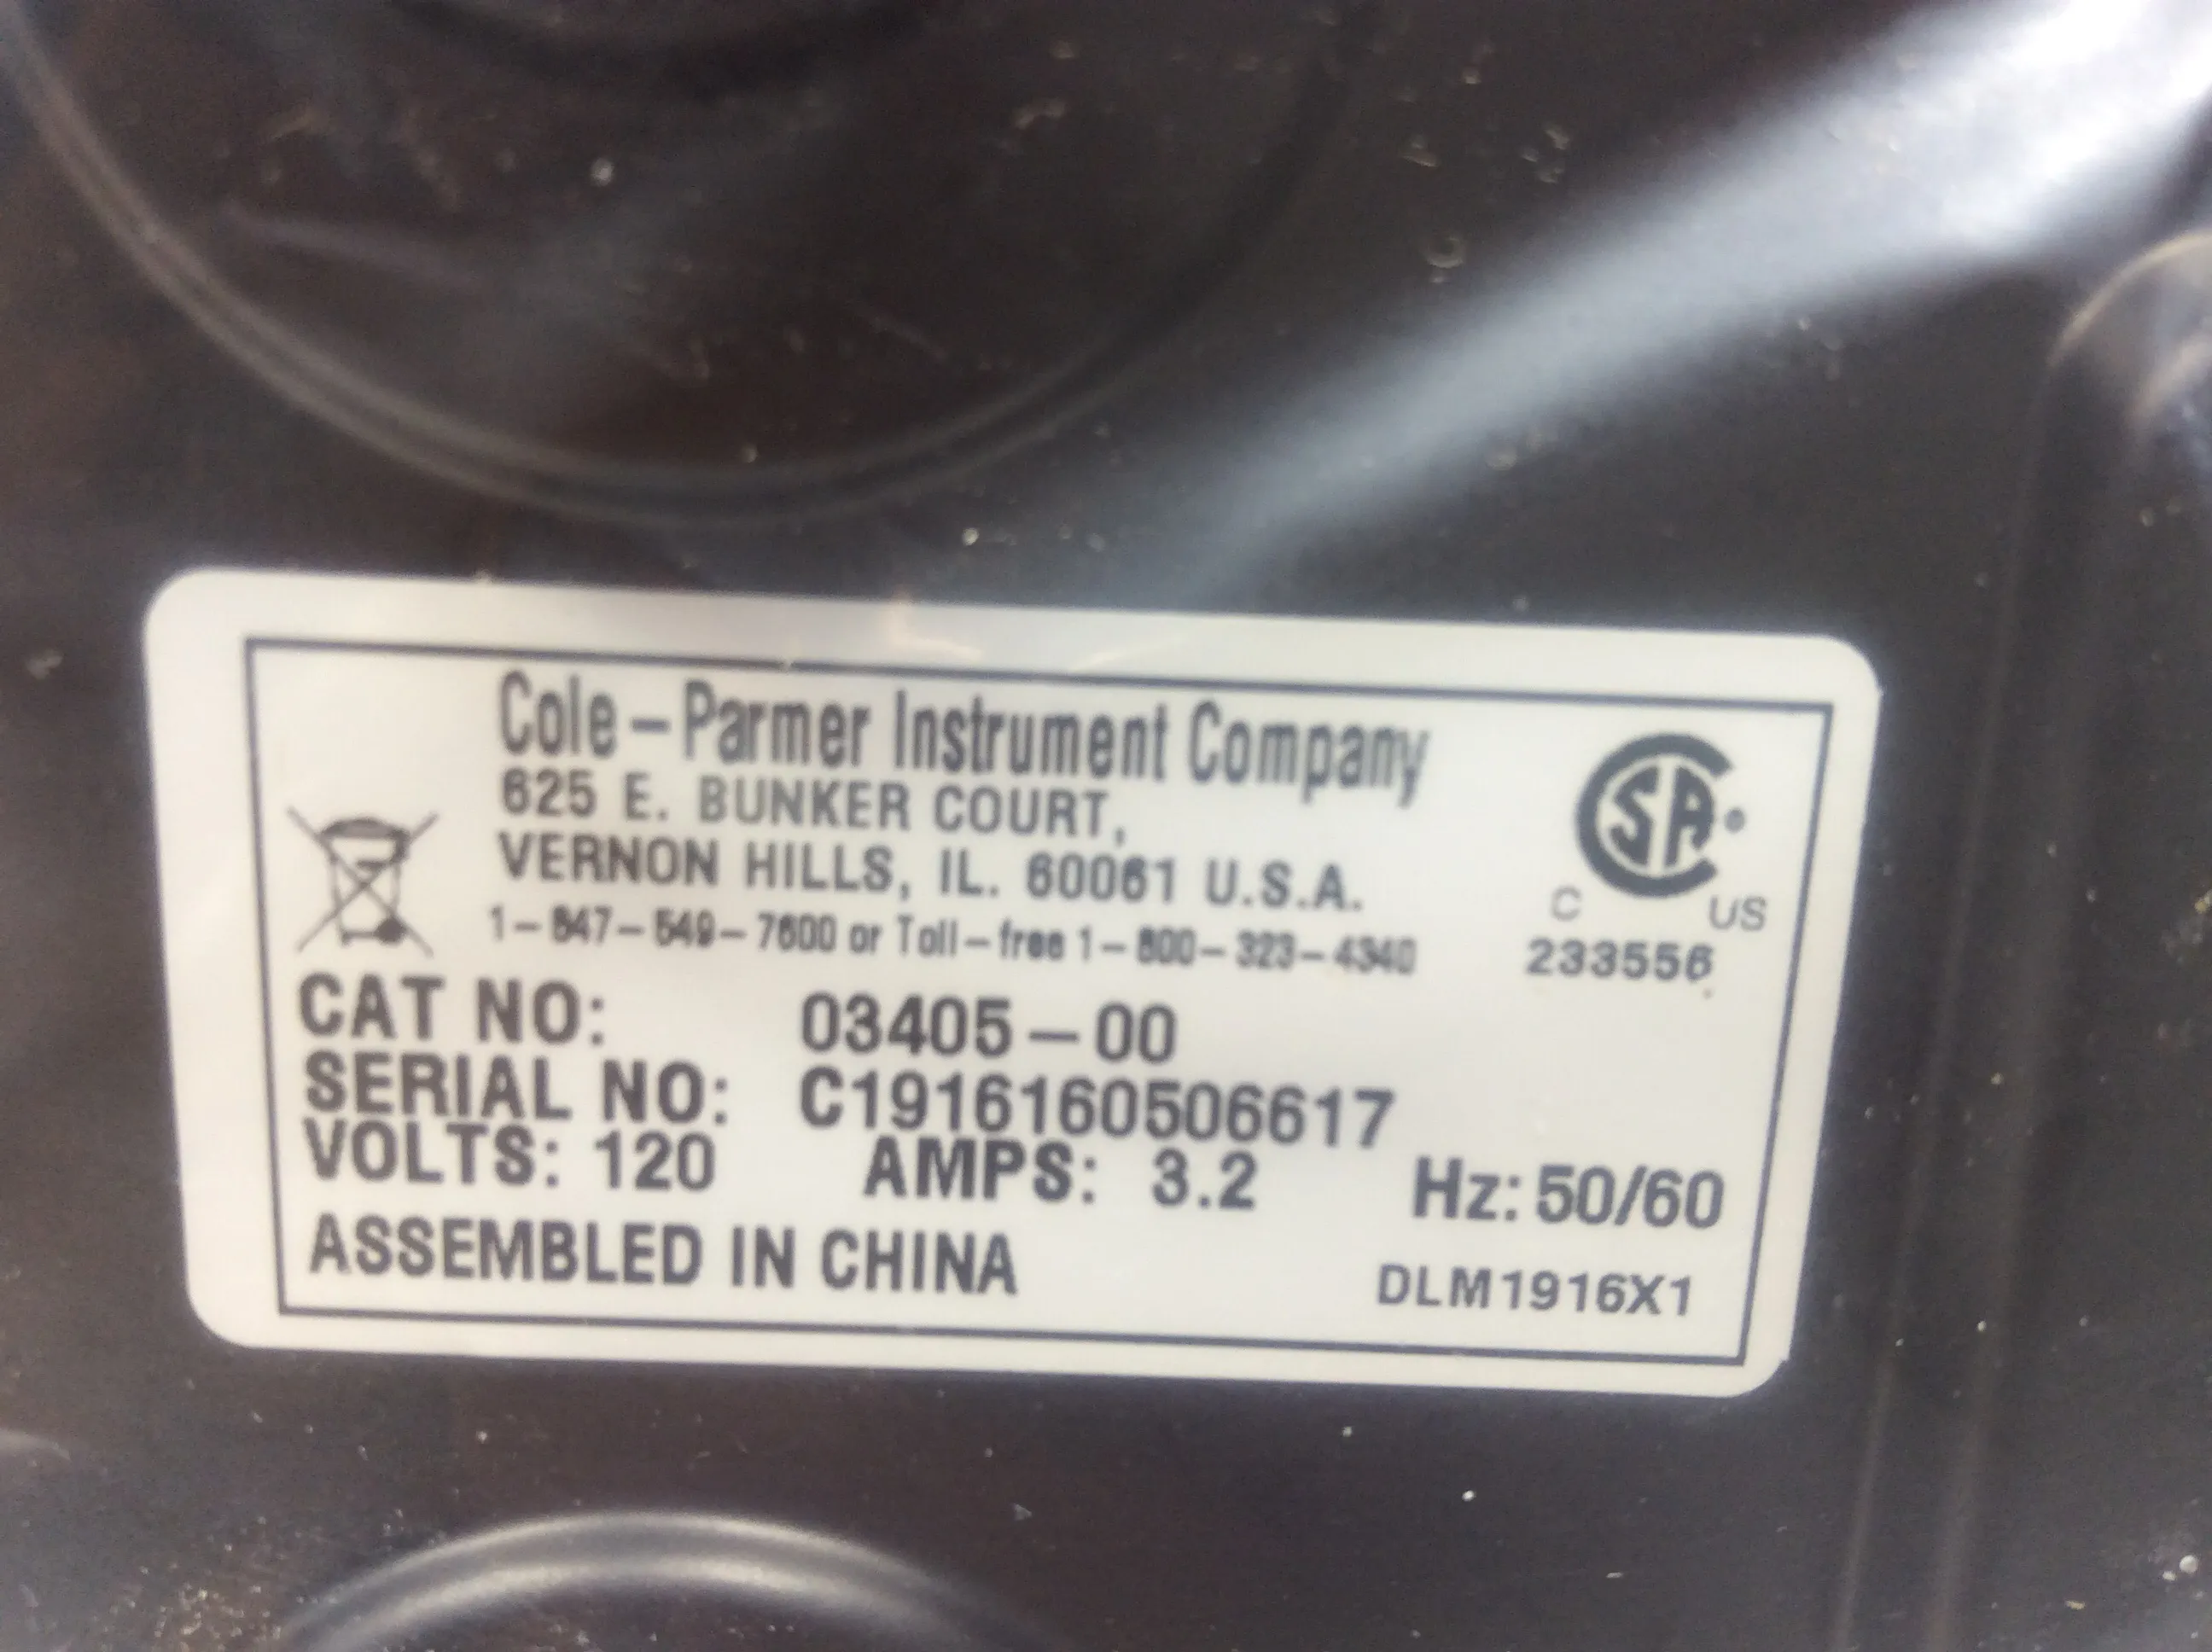 Cole-Parmer Instrument Company
625 E. BUNKER COURT,
VERNON HILLS, IL. 60061 U.S.A.
1-847-549-7600 or Toll-free 1-800-323-4340
CSA®
C US
233556
CAT NO: 03405-00
SERIAL NO: C1916160506617
VOLTS: 120 AMPS: 3.2 Hz: 50/60
ASSEMBLED IN CHINA
DLM1916X1